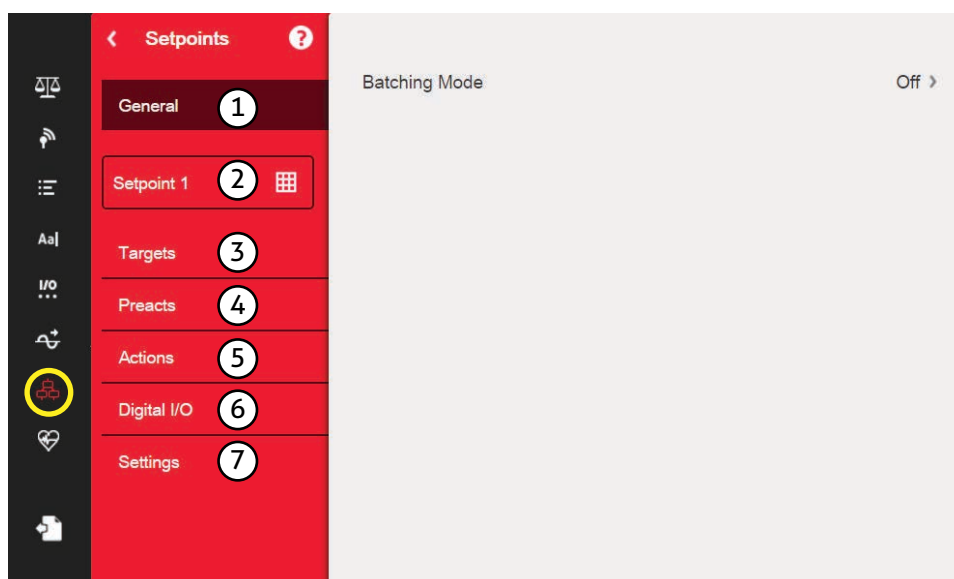 Setpoints ?
Batching Mode Off
General 1
Setpoint 1 2
Targets 3
Aa
I/O
Preacts 4
Actions 5
Digital I/O 6
Settings 7